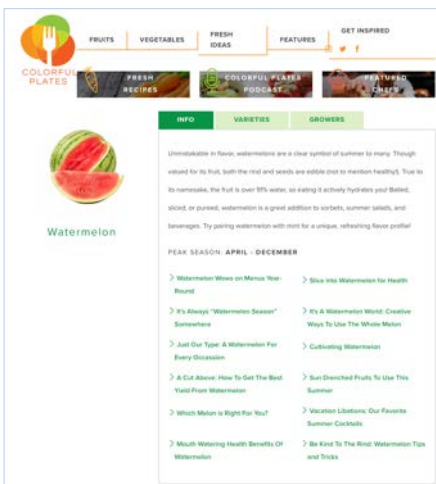 COLORFUL
PLATES
FRUITS
VEGETABLES
FRESH
IDEAS
FEATURES
GET INSPIRED
FRESH
RECIPES
COLORFUL PLATES
PODCAST
FEATURED
CHEFS
Watermelon
INFO
VARIETIES
GROWERS
Unmistakable in flavor, watermelons are a clear symbol of summer to many. Though
valued for its fruit, both the rind and seeds are edible (not to mention healthy!). True to
its namesake, the fruit is over 91% water, so eating it actively hydrates you! Balled,
sliced, or pureed, watermelon is a great addition to sorbets, summer salads, and
beverages. Try pairing watermelon with mint for a unique, refreshing flavor profile!
PEAK SEASON: APRIL - DECEMBER
Watermelon Wows on Menus Year-
Round
It's Always "Watermelon Season"
Somewhere
Just Our Type: A Watermelon For
Every Occassion
A Cut Above: How To Get The Best
Yield From Watermelon
Which Melon is Right For You?
Mouth Watering Health Benefits Of
Watermelon
Slice into Watermelon for Health
It's A Watermelon World: Creative
Ways To Use The Whole Melon
Cultivating Watermelon
Sun Drenched Fruits To Use This
Summer
Vacation Libations: Our Favorite
Summer Cocktails
Be Kind To The Rind: Watermelon Tips
and Tricks